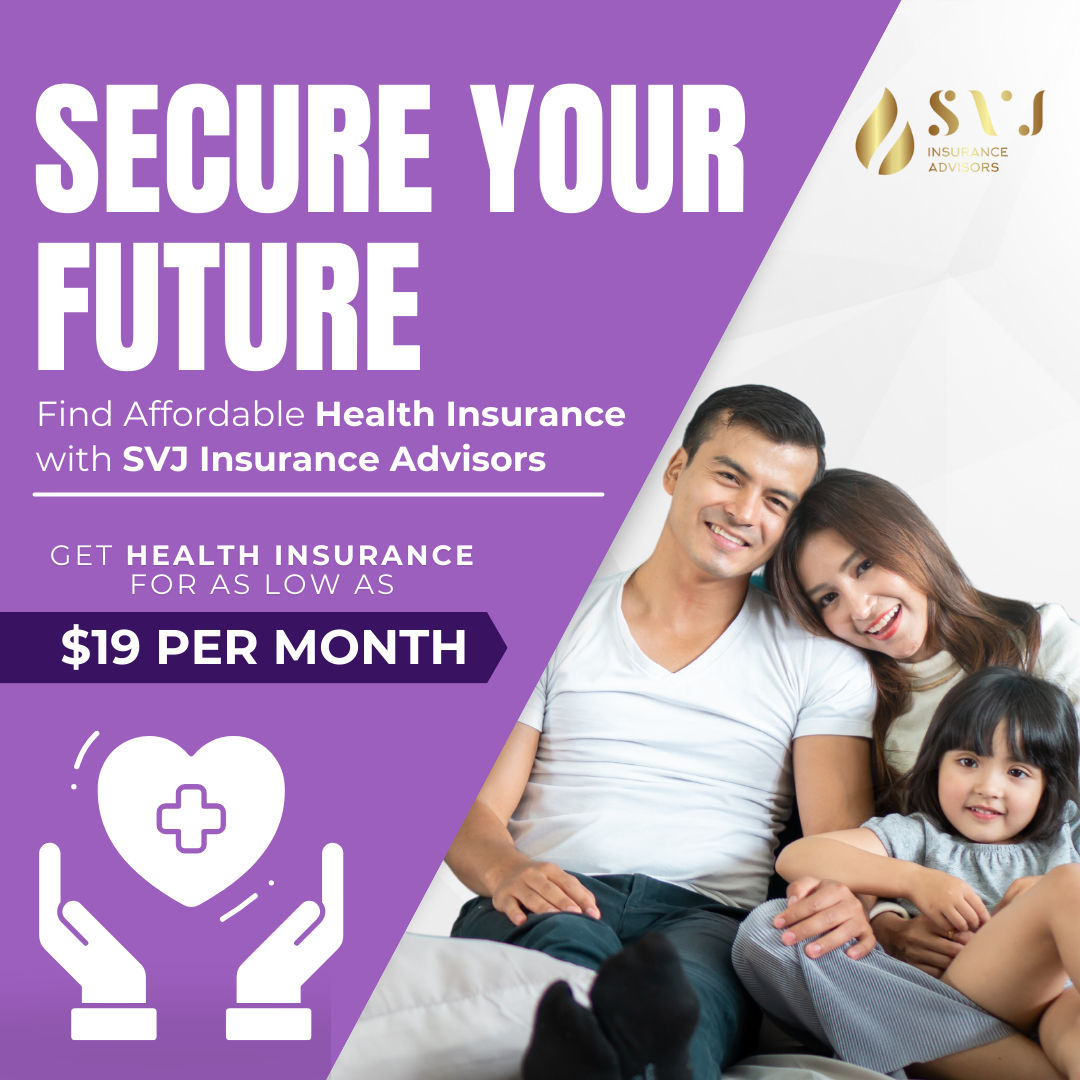 SECURE YOUR
FUTURE
Find Affordable Health Insurance
with SVJ Insurance Advisors
GET HEALTH INSURANCE
FOR AS LOW AS
$19 PER MONTH
SVJ
INSURANCE
ADVISORS